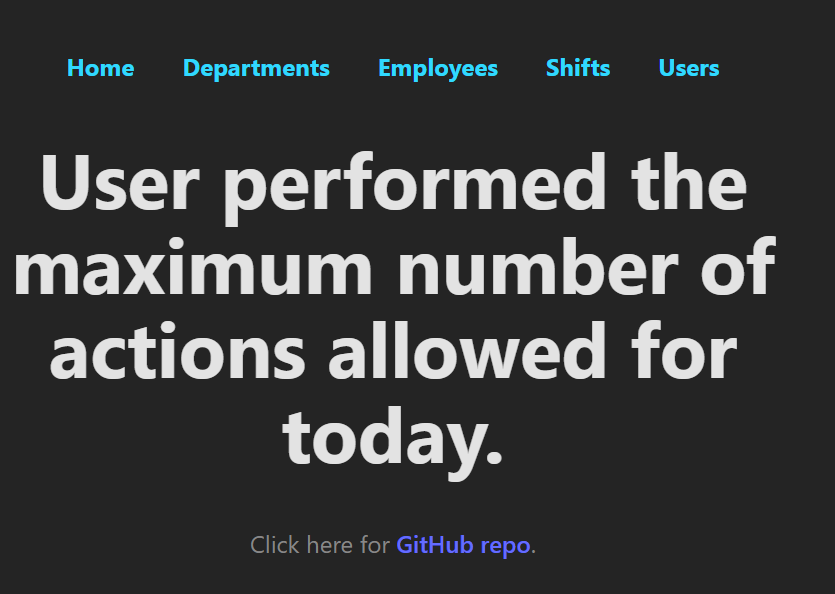 Home Departments Employees Shifts Users
User performed the
maximum number of
actions allowed for
today.
Click here for GitHub repo.